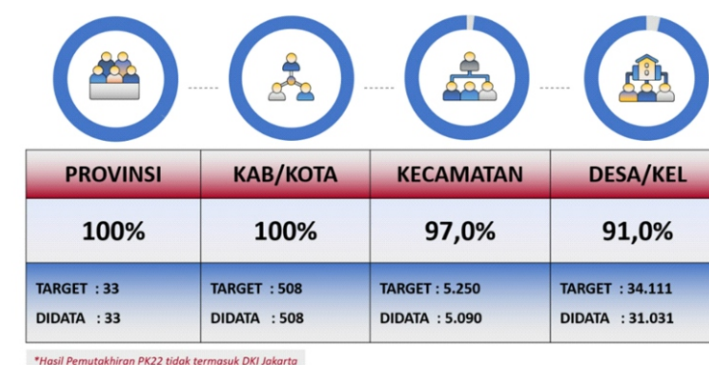 PROVINSI KAB/KOTA KECAMATAN DESA/KEL
100% 100% 97,0% 91,0%
TARGET : 33 TARGET : 508 TARGET : 5.250 TARGET : 34.111
DIDATA : 33 DIDATA : 508 DIDATA : 5.090 DIDATA : 31.031
*Hasil Pemutakhiran PK22 tidak termasuk DKI Jakarta